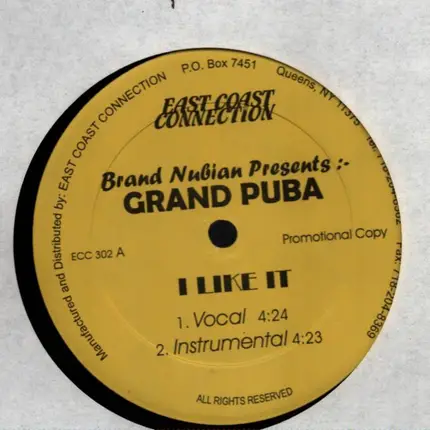 Manufactured and Distributed by: EAST COAST CONNECTION P.O. Box 7451 Queens, NY
EAST COAST
CONNECTION
Brand Nubian Presents :-
GRAND PUBA
ECC 302 A
Promotional Copy
I LIKE IT
1. Vocal 4:24
2. Instrumental 4:23
ALL RIGHTS RESERVED